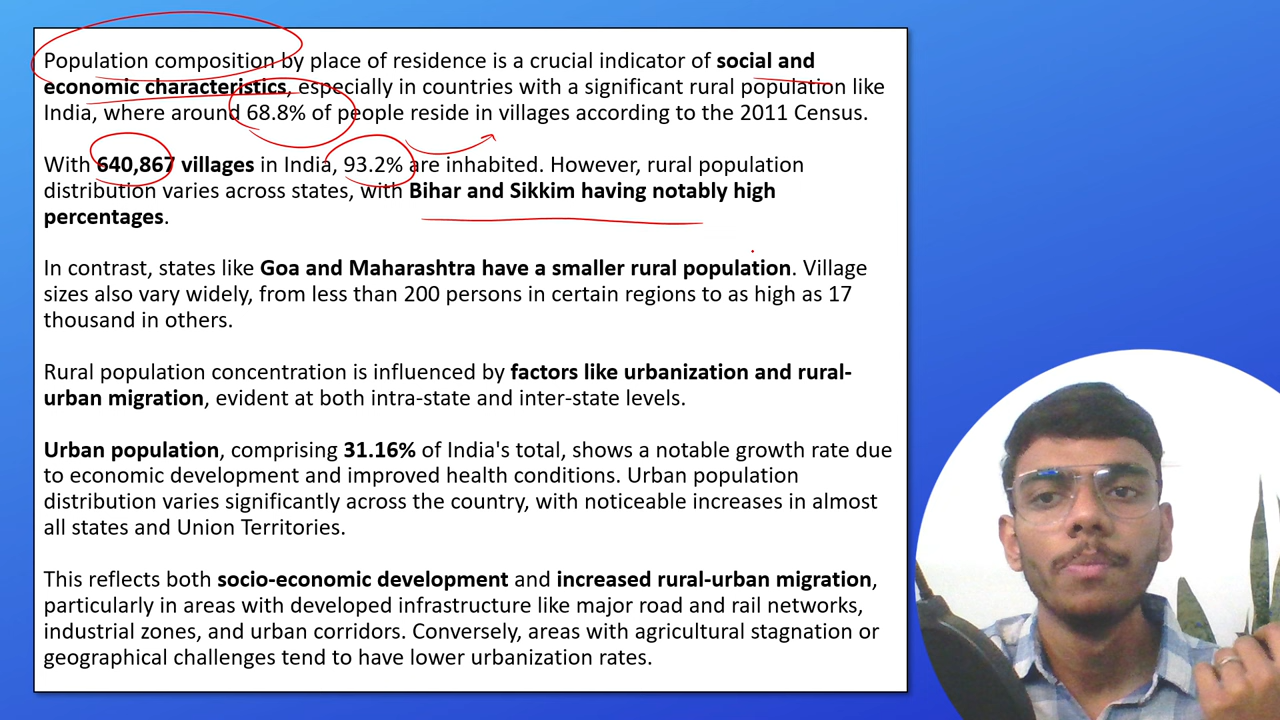 Population composition by place of residence is a crucial indicator of social and
economic characteristics, especially in countries with a significant rural population like
India, where around 68.8% of people reside in villages according to the 2011 Census.
With 640,867 villages in India, 93.2% are inhabited. However, rural population
distribution varies across states, with Bihar and Sikkim having notably high
percentages.
In contrast, states like Goa and Maharashtra have a smaller rural population. Village
sizes also vary widely, from less than 200 persons in certain regions to as high as 17
thousand in others.
Rural population concentration is influenced by factors like urbanization and rural-
urban migration, evident at both intra-state and inter-state levels.
Urban population, comprising 31.16% of India's total, shows a notable growth rate due
to economic development and improved health conditions. Urban population
distribution varies significantly across the country, with noticeable increases in almost
all states and Union Territories.
This reflects both socio-economic development and increased rural-urban migration,
particularly in areas with developed infrastructure like major road and rail networks,
industrial zones, and urban corridors. Conversely, areas with agricultural stagnation or
geographical challenges tend to have lower urbanization rates.